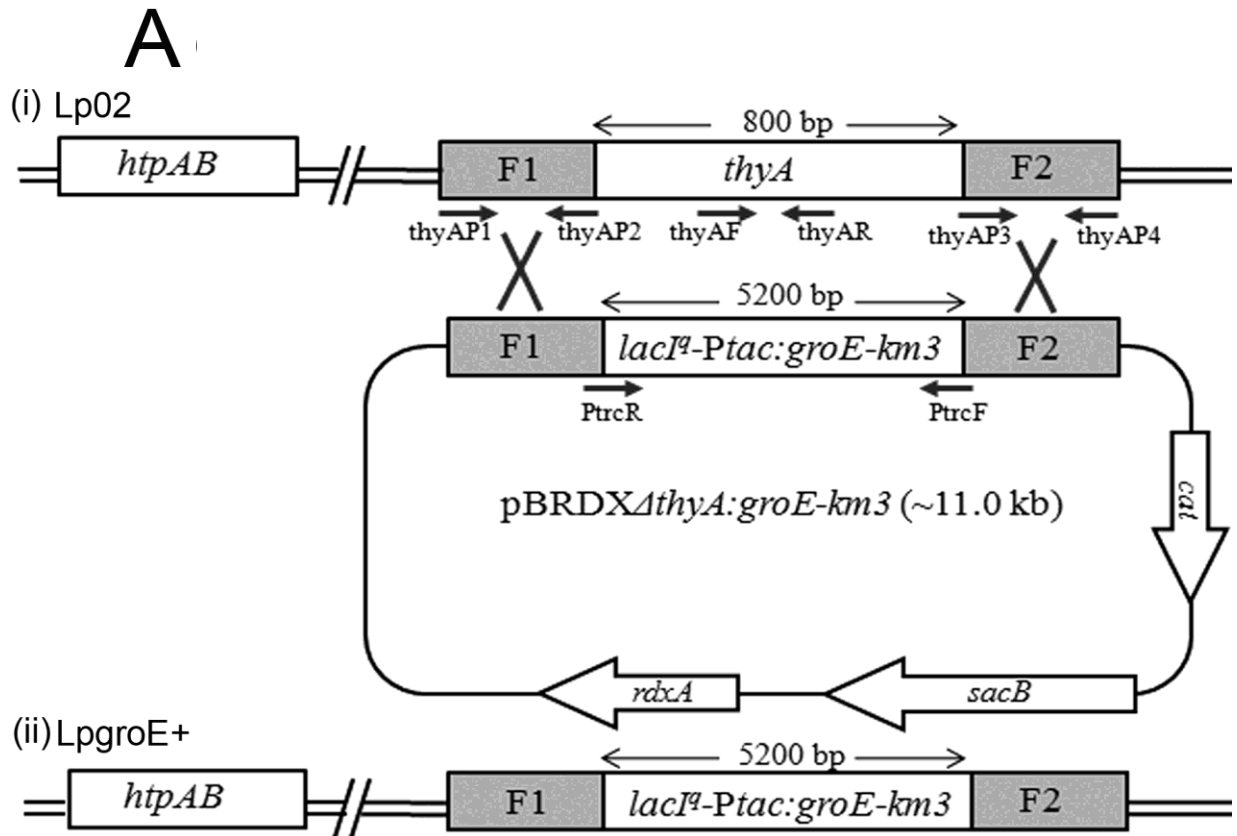 A
(i) Lp02
800 bp
htpAB F1 thyA F2
thyAP1 thyAP2 thyAF thyAR thyAP3 thyAP4
5200 bp
F1 lacIq-Ptac:groE-km3 F2
PtrcR PtrcF
cat
pBRDXΔthyA:groE-km3 (~11.0 kb)
rdxA sacB
(ii) LpgroE+
5200 bp
htpAB F1 lacIq-Ptac:groE-km3 F2